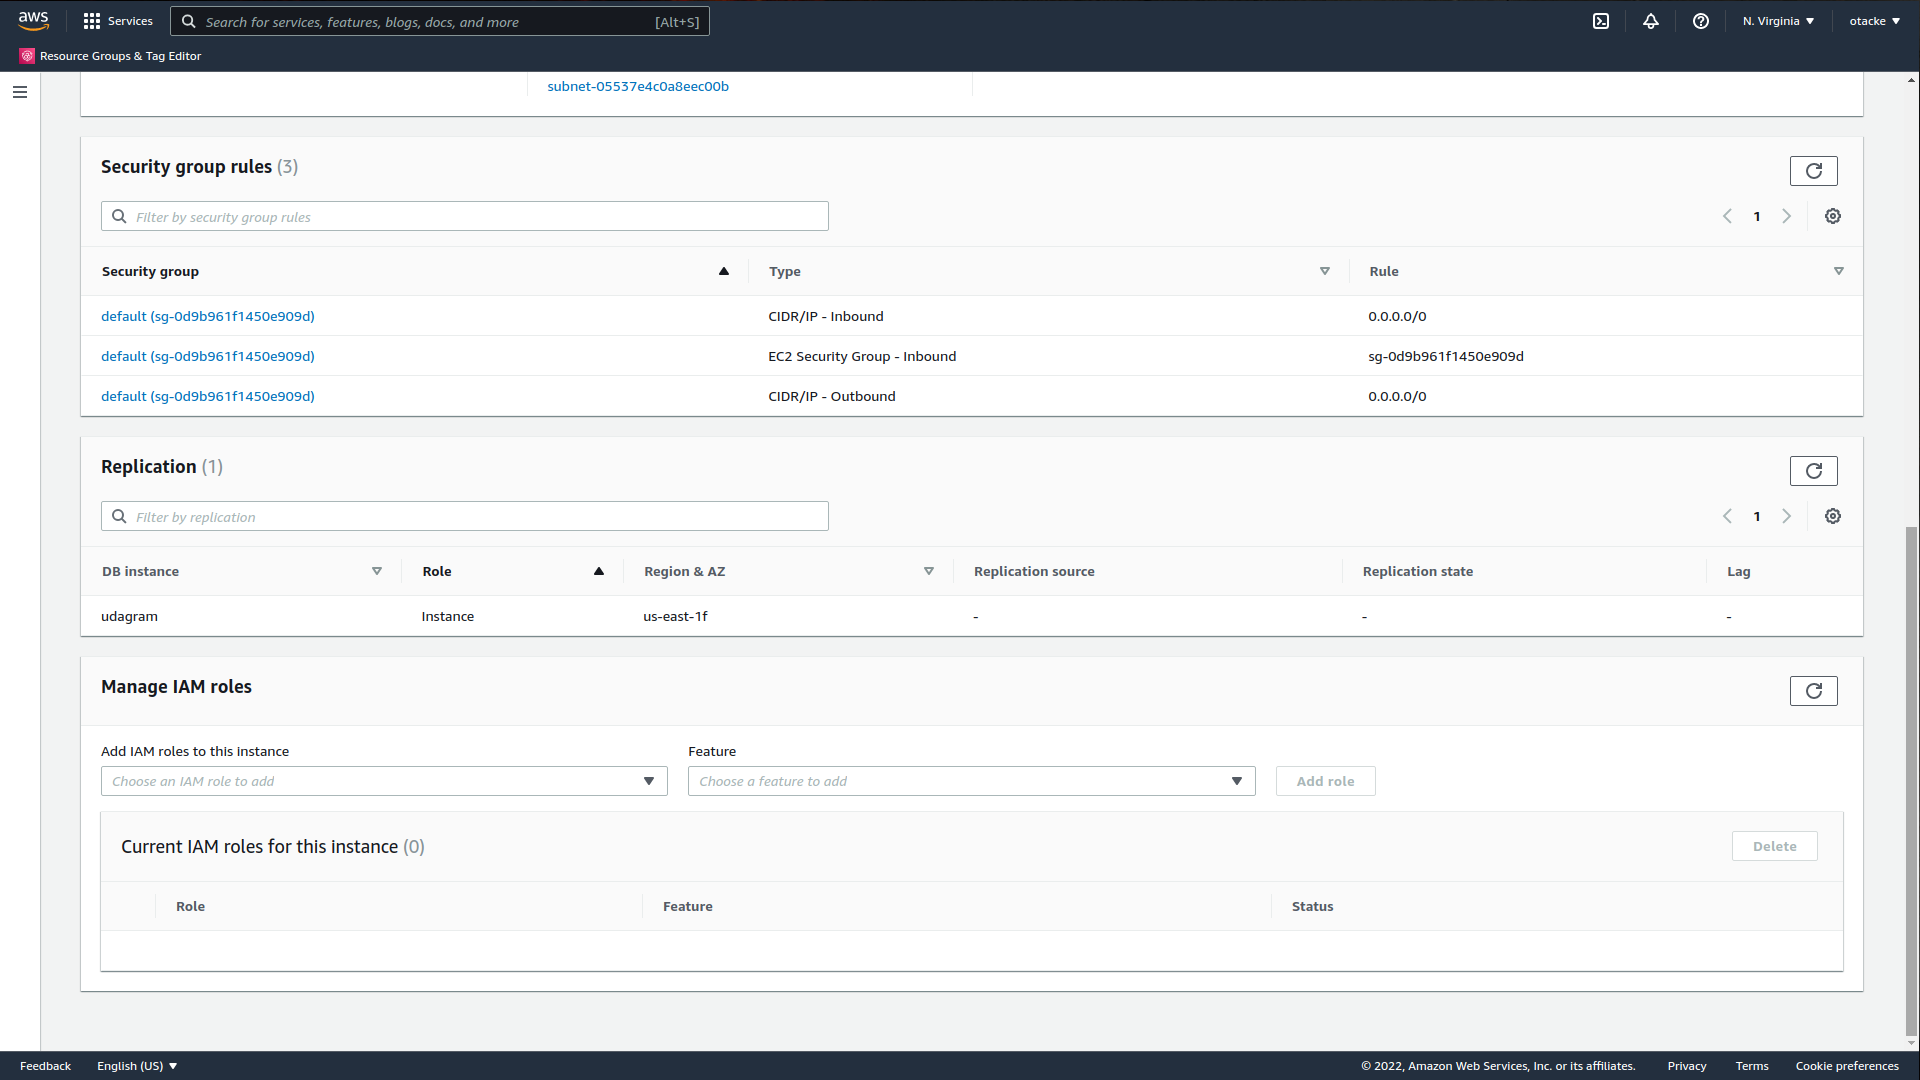 aws
Services
Search for services, features, blogs, docs, and more [Alt+S]
N. Virginia
otacke
Resource Groups & Tag Editor
subnet-05537e4c0a8eec00b
Security group rules (3)
Filter by security group rules
1
Security group Type Rule
default (sg-0d9b961f1450e909d) CIDR/IP - Inbound 0.0.0.0/0
default (sg-0d9b961f1450e909d) EC2 Security Group - Inbound sg-0d9b961f1450e909d
default (sg-0d9b961f1450e909d) CIDR/IP - Outbound 0.0.0.0/0
Replication (1)
Filter by replication
1
DB instance Role Region & AZ Replication source Replication state Lag
udagram Instance us-east-1f - - -
Manage IAM roles
Add IAM roles to this instance Feature
Choose an IAM role to add Choose a feature to add Add role
Current IAM roles for this instance (0) Delete
Role Feature Status
Feedback English (US) © 2022, Amazon Web Services, Inc. or its affiliates. Privacy Terms Cookie preferences